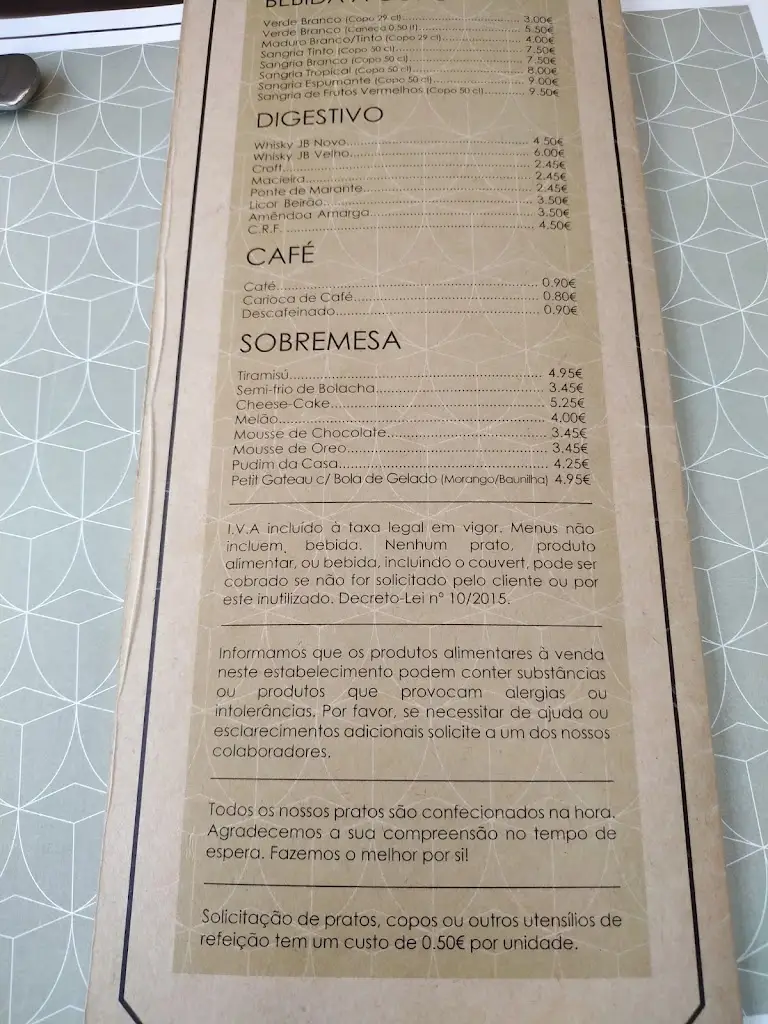 BEBIDA A
Verde Branco (Copo 29 cl) 3.00€
Verde Branco (Caneca 0.50 lt) 5.50€
Maduro Branco/Tinto (Copo 29 cl) 4.00€
Sangria Tinto (Copo 50 cl) 7.50€
Sangria Branca (Copo 50 cl) 7.50€
Sangria Tropical (Copo 50 cl) 8.00€
Sangria Espumante (Copo 50 cl) 9.00€
Sangria de Frutos Vermelhos (Copo 50 cl) 9.50€
DIGESTIVO
Whisky JB Novo 4.50€
Whisky JB Velho 6.00€
Croft 2.45€
Macieira 2.45€
Ponte de Marante 2.45€
Licor Beirão 3.50€
Amêndoa Amarga 3.50€
C.R.F. 4.50€
CAFÉ
Café 0.90€
Carioca de Café 0.80€
Descafeinado 0.90€
SOBREMESA
Tiramisú 4.95€
Semi-frio de Bolacha 3.45€
Cheese-Cake 5.25€
Melão 4.00€
Mousse de Chocolate 3.45€
Mousse de Oreo 3.45€
Pudim da Casa 4.25€
Petit Gateau c/ Bola de Gelado (Morango/Baunilha) 4.95€
I.V.A incluído à taxa legal em vigor. Menus não
incluem bebida. Nenhum prato, produto
alimentar, ou bebida, incluindo o couvert, pode ser
cobrado se não for solicitado pelo cliente ou por
este inutilizado. Decreto-Lei nº 10/2015.
Informamos que os produtos alimentares à venda
neste estabelecimento podem conter substâncias
ou produtos que provocam alergias ou
intolerâncias. Por favor, se necessitar de ajuda ou
esclarecimentos adicionais solicite a um dos nossos
colaboradores.
Todos os nossos pratos são confecionados na hora.
Agradecemos a sua compreensão no tempo de
espera. Fazemos o melhor por si!
Solicitação de pratos, copos ou outros utensílios de
refeição tem um custo de 0.50€ por unidade.